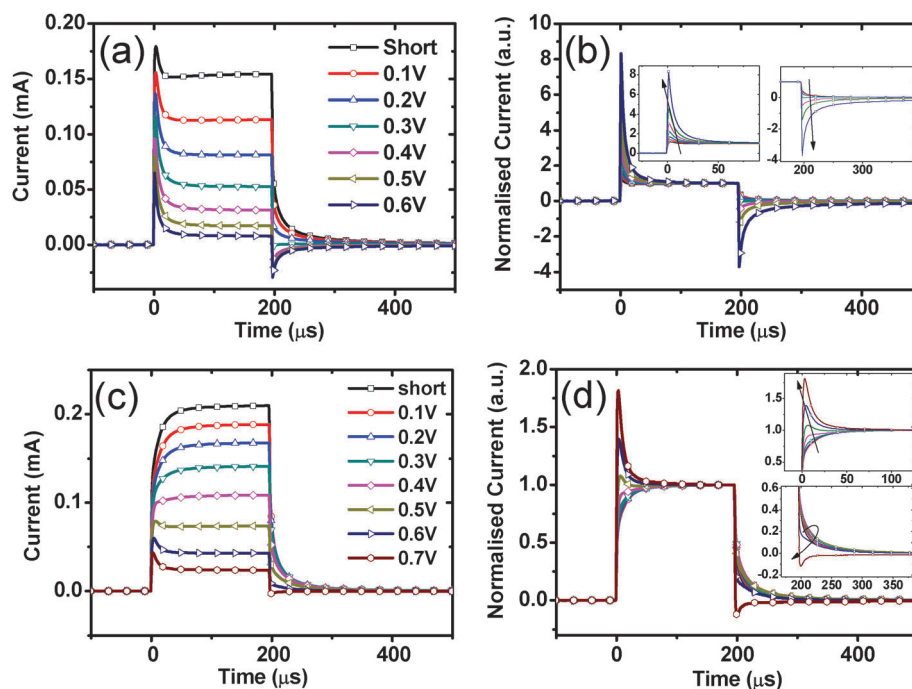 (a)
Current (mA)
0.20
0.15
0.10
0.05
0.00
Short
0.1V
0.2V
0.3V
0.4V
0.5V
0.6V
0 200 400
Time (μs)
(b)
Normalised Current (a.u.)
10
8
6
4
2
0
-2
-4
8
6
4
2
0
0 50
0
-2
-4
200 300
0 200 400
Time (μs)
(c)
Current (mA)
0.2
0.1
0.0
short
0.1V
0.2V
0.3V
0.4V
0.5V
0.6V
0.7V
0 200 400
Time (μs)
(d)
Normalised Current (a.u.)
2.0
1.5
1.0
0.5
0.0
1.5
1.0
0.5
0 25 50 75 100
0.6
0.4
0.2
0.0
-0.2
200 250 300 350
0 200 400
Time (μs)